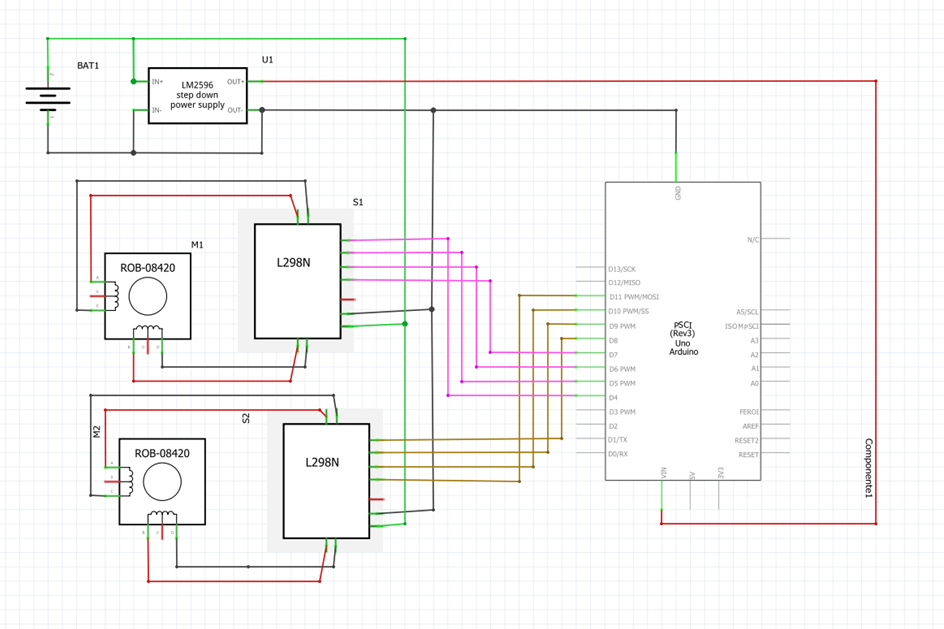 BAT1
U1
IN+
OUT+
LM2596
step down
power supply
IN-
OUT-
S1
L298N
M1
ROB-08420
S2
L298N
M2
ROB-08420
GND
N/C
D13/SCK
D12/MISO
D11 PWM/MOSI
D10 PWM/SS
D9 PWM
D8
D7
D6 PWM
D5 PWM
D4
D3 PWM
D2
D1/TX
D0/RX
PSCI
(Rev3)
Uno
Arduino
A5/SCL
A3
A2
A1
A0
AREF
RESET2
RESET
VIN
5V
3V3
Componente1